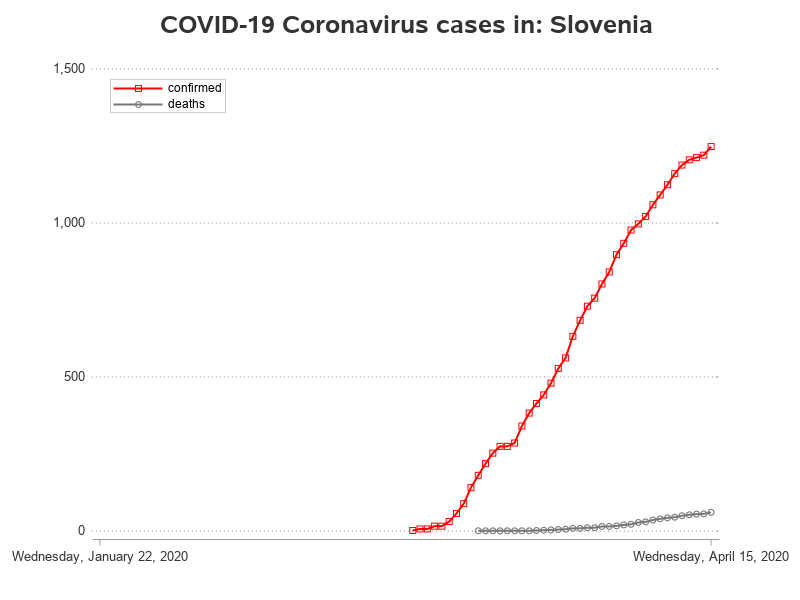 COVID-19 Coronavirus cases in: Slovenia
1,500
confirmed
deaths
1,000
500
0
Wednesday, January 22, 2020 Wednesday, April 15, 2020